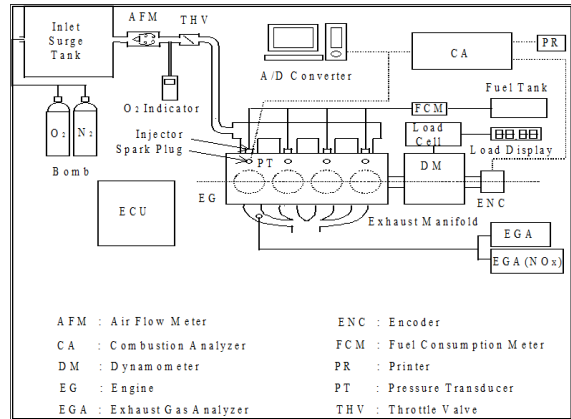 Inlet
Surge
Tank
AFM
THV
A/D Converter
CA
PR
O2 Indicator
FCM
Fuel Tank
O2
N2
Bomb
Injector
Spark Plug
PT
Load
Cell
Load Display
DM
ENC
EG
ECU
Exhaust Manifold
EGA
EGA(NOx)
AFM : Air Flow Meter
CA : Combustion Analyzer
DM : Dynamometer
EG : Engine
EGA : Exhaust Gas Analyzer
ENC : Encoder
FCM : Fuel Consumption Meter
PR : Printer
PT : Pressure Transducer
THV : Throttle Valve